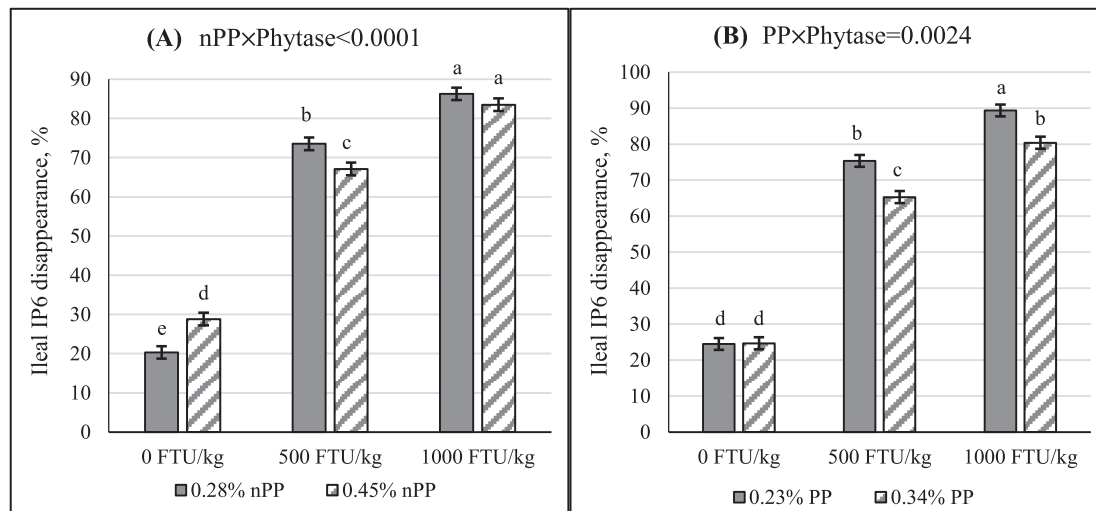 (A) nPP×Phytase<0.0001
Ileal IP6 disappearance, %
90
80
70
60
50
40
30
20
10
0
e
d
b
c
a
a
0 FTU/kg 500 FTU/kg 1000 FTU/kg
0.28% nPP 0.45% nPP
(B) PP×Phytase=0.0024
Ileal IP6 disappearance, %
100
90
80
70
60
50
40
30
20
10
0
d
d
b
c
a
b
0 FTU/kg 500 FTU/kg 1000 FTU/kg
0.23% PP 0.34% PP